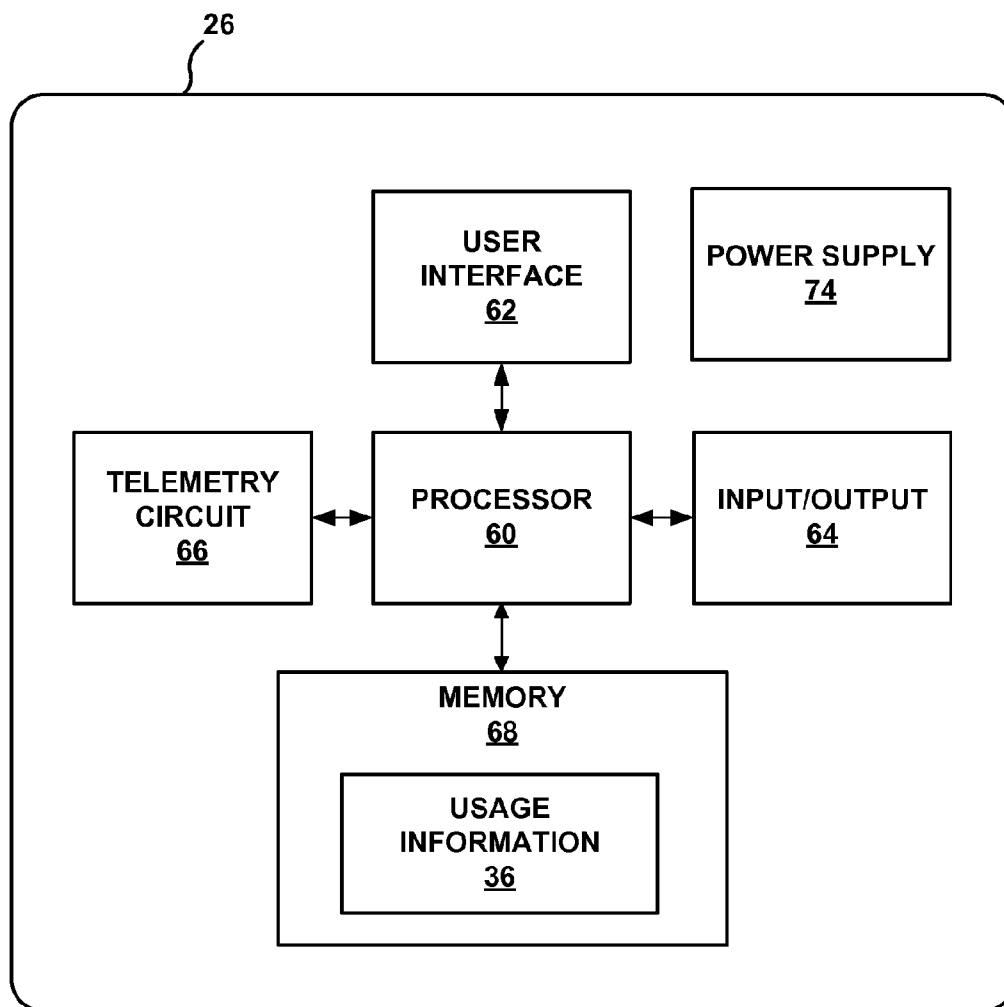 26
USER
INTERFACE
62
POWER SUPPLY
74
TELEMETRY
CIRCUIT
66
PROCESSOR
60
INPUT/OUTPUT
64
MEMORY
68
USAGE
INFORMATION
36